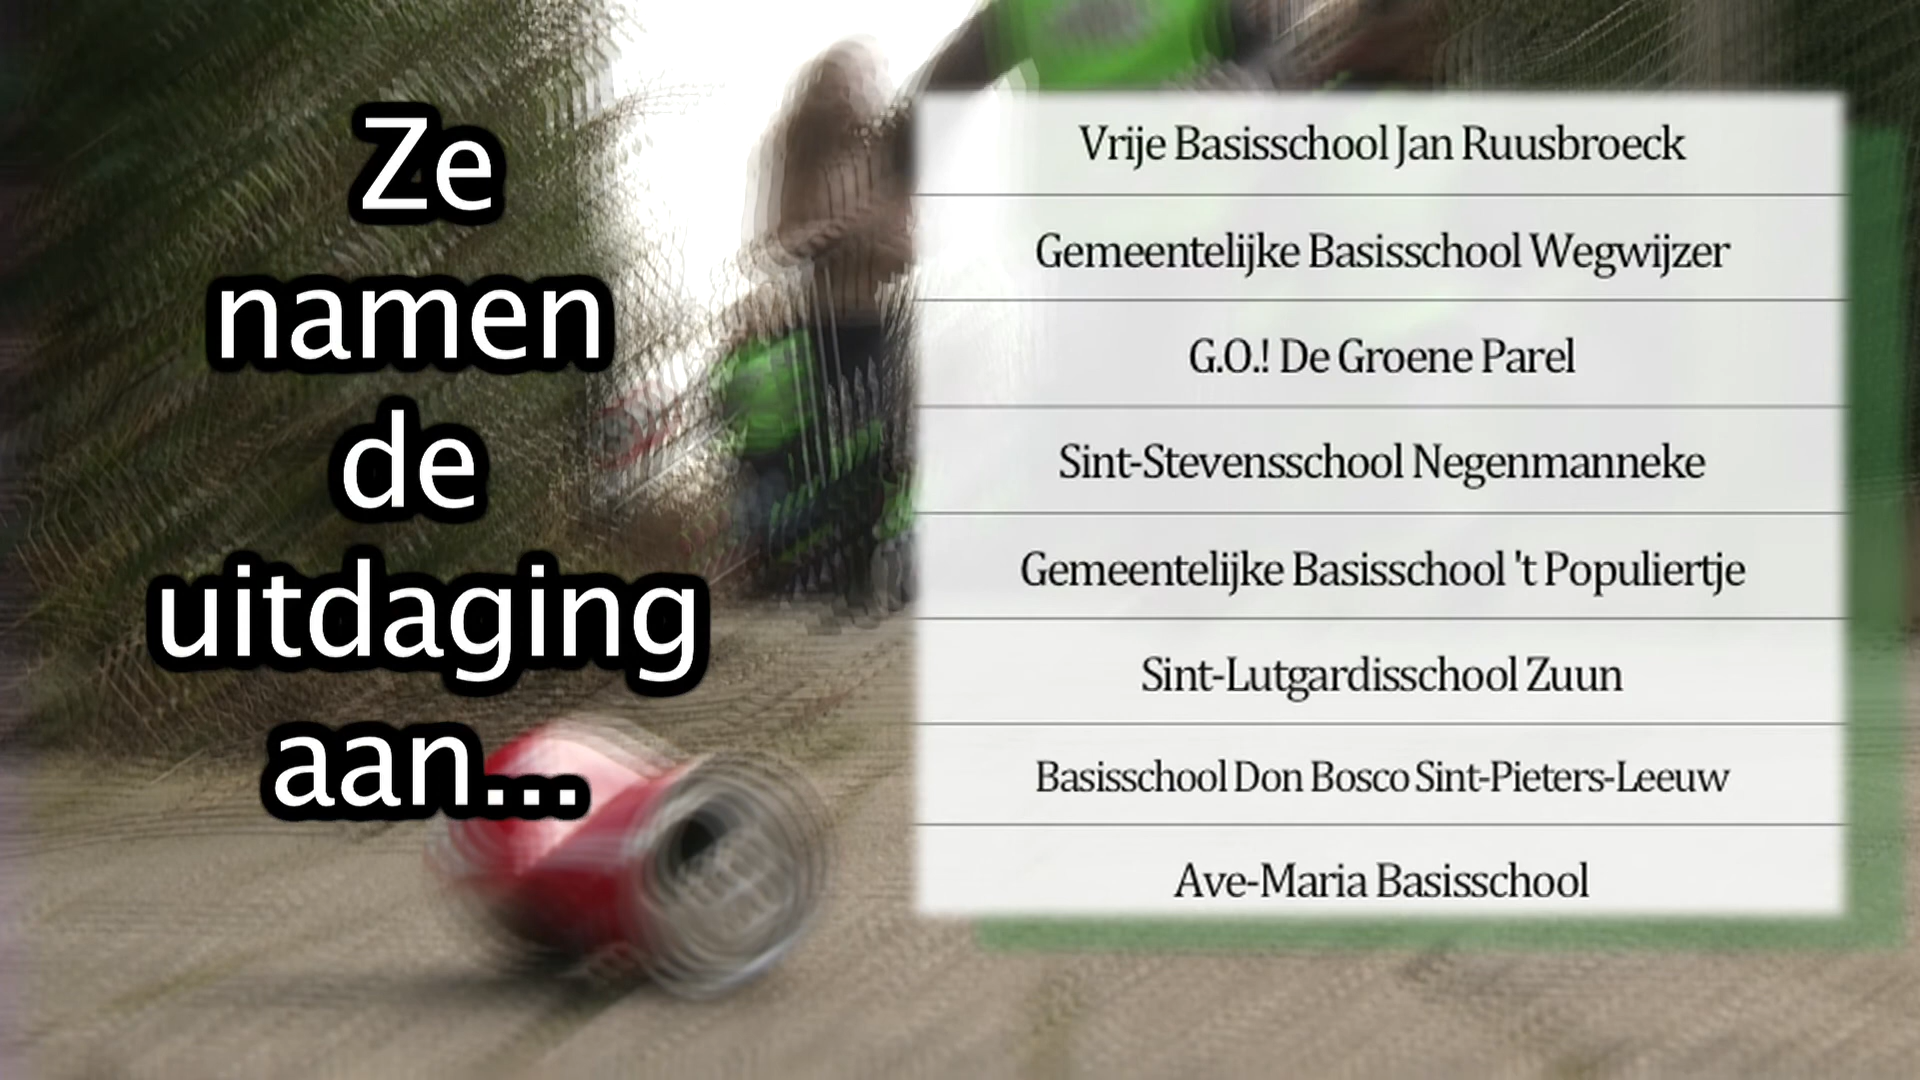 Ze
namen
de
uitdaging
aan...
Vrije Basisschool Jan Ruusbroeck
Gemeentelijke Basisschool Wegwijzer
G.O.! De Groene Parel
Sint-Stevensschool Negenmanneke
Gemeentelijke Basisschool 't Populiertje
Sint-Lutgardisschool Zuun
Basisschool Don Bosco Sint-Pieters-Leeuw
Ave-Maria Basisschool